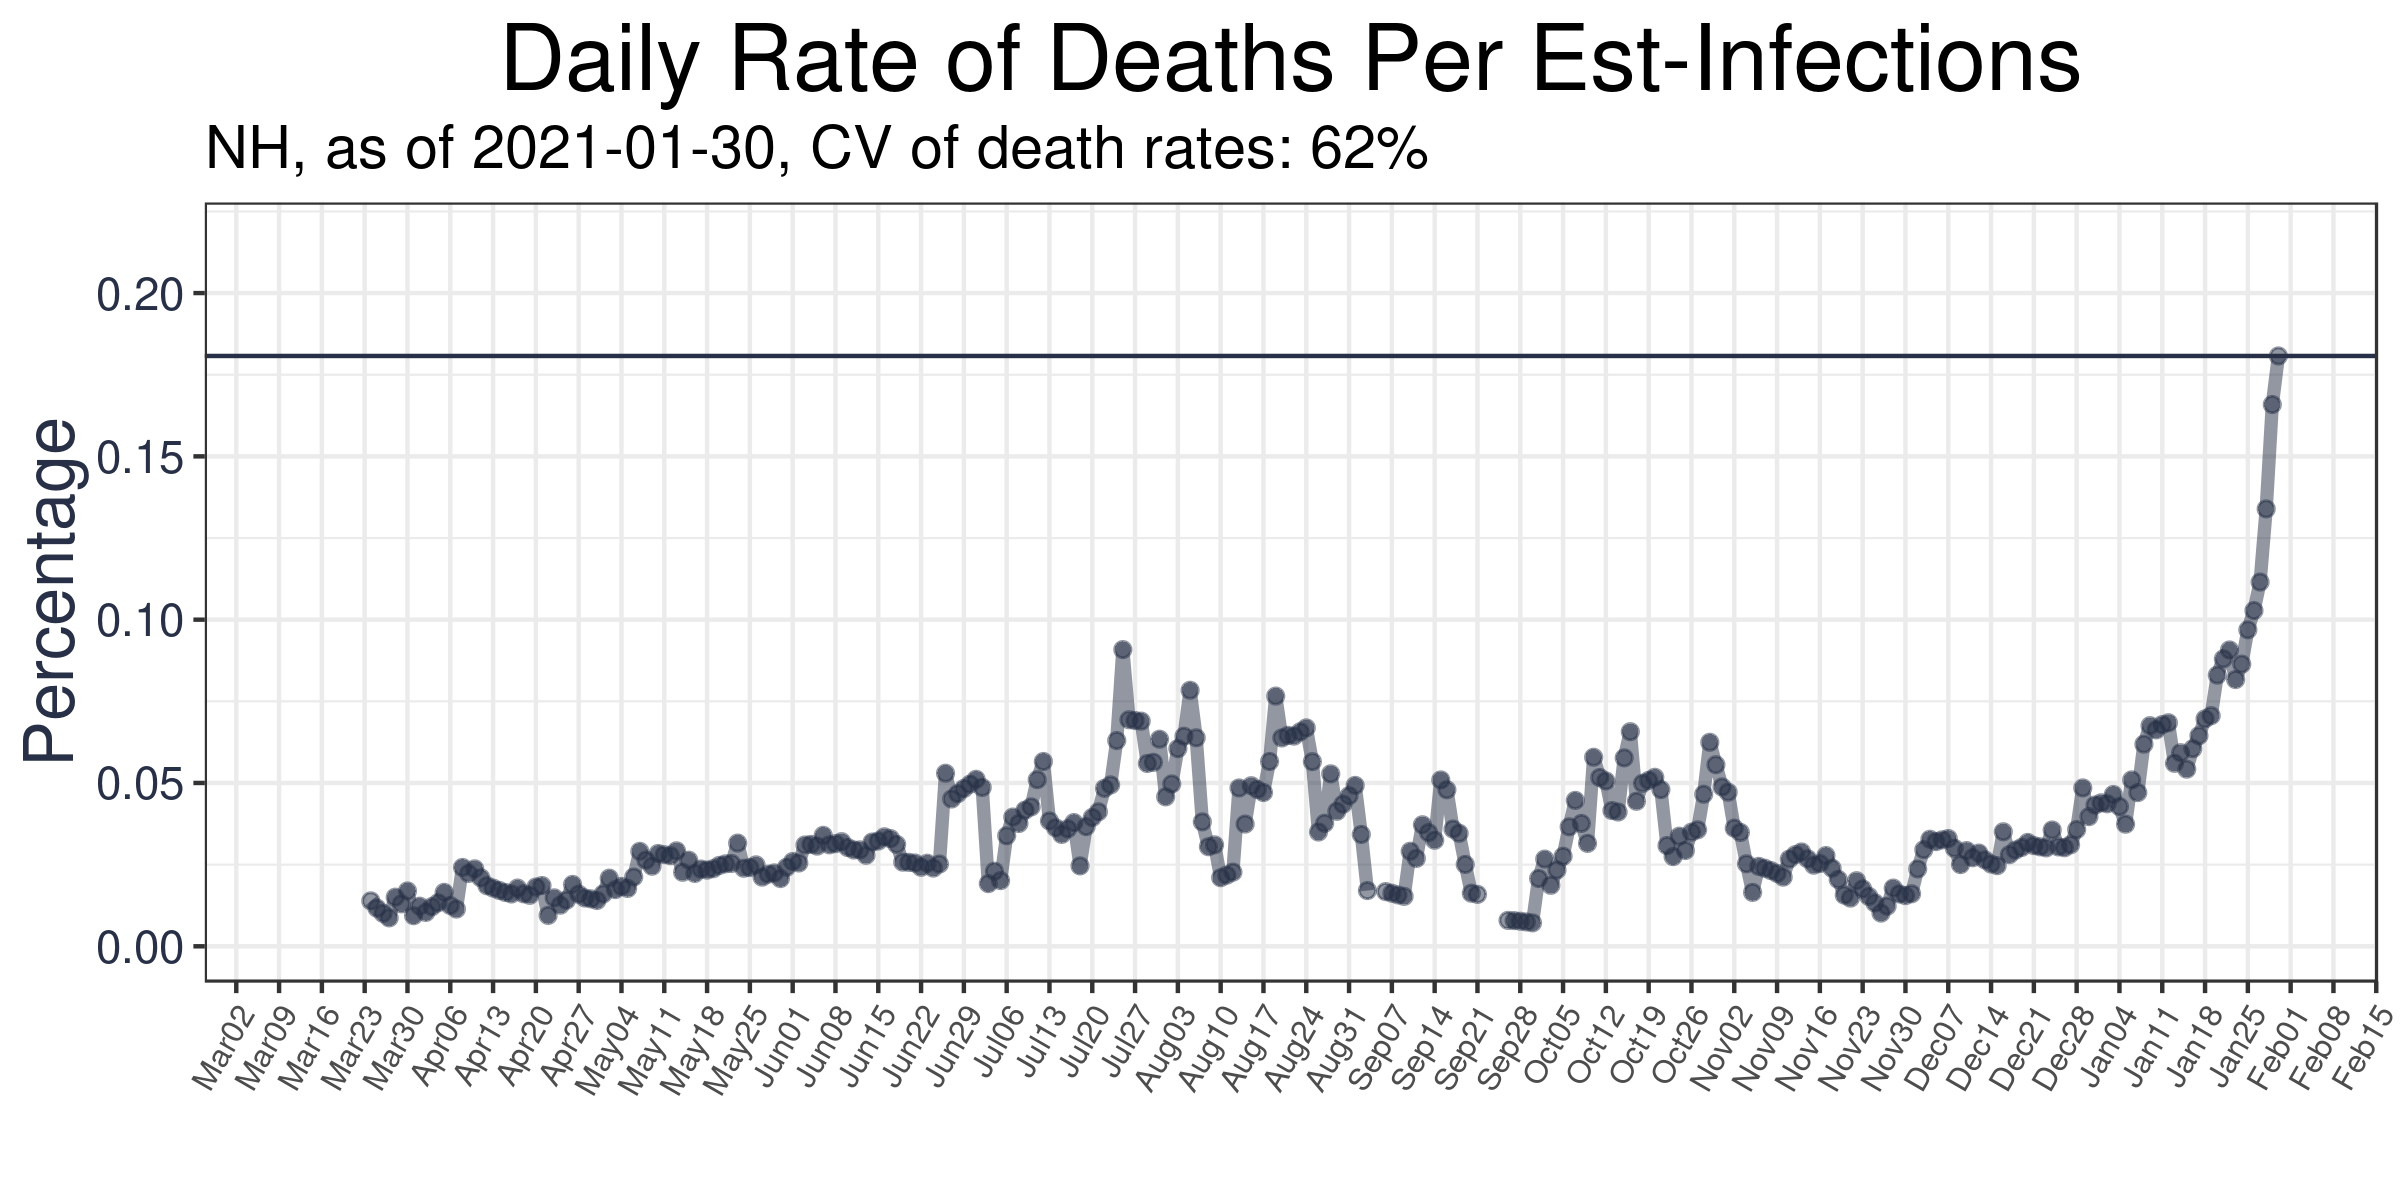 Daily Rate of Deaths Per Est-Infections
NH, as of 2021-01-30, CV of death rates: 62%
Percentage
0.20
0.15
0.10
0.05
0.00
Mar02
Mar09
Mar16
Mar23
Mar30
Apr06
Apr13
Apr20
Apr27
May04
May11
May18
May25
Jun01
Jun08
Jun15
Jun22
Jun29
Jul06
Jul13
Jul20
Jul27
Aug03
Aug10
Aug17
Aug24
Aug31
Sep07
Sep14
Sep21
Sep28
Oct05
Oct12
Oct19
Oct26
Nov02
Nov09
Nov16
Nov23
Nov30
Dec07
Dec14
Dec21
Dec28
Jan04
Jan11
Jan18
Jan25
Feb01
Feb08
Feb15